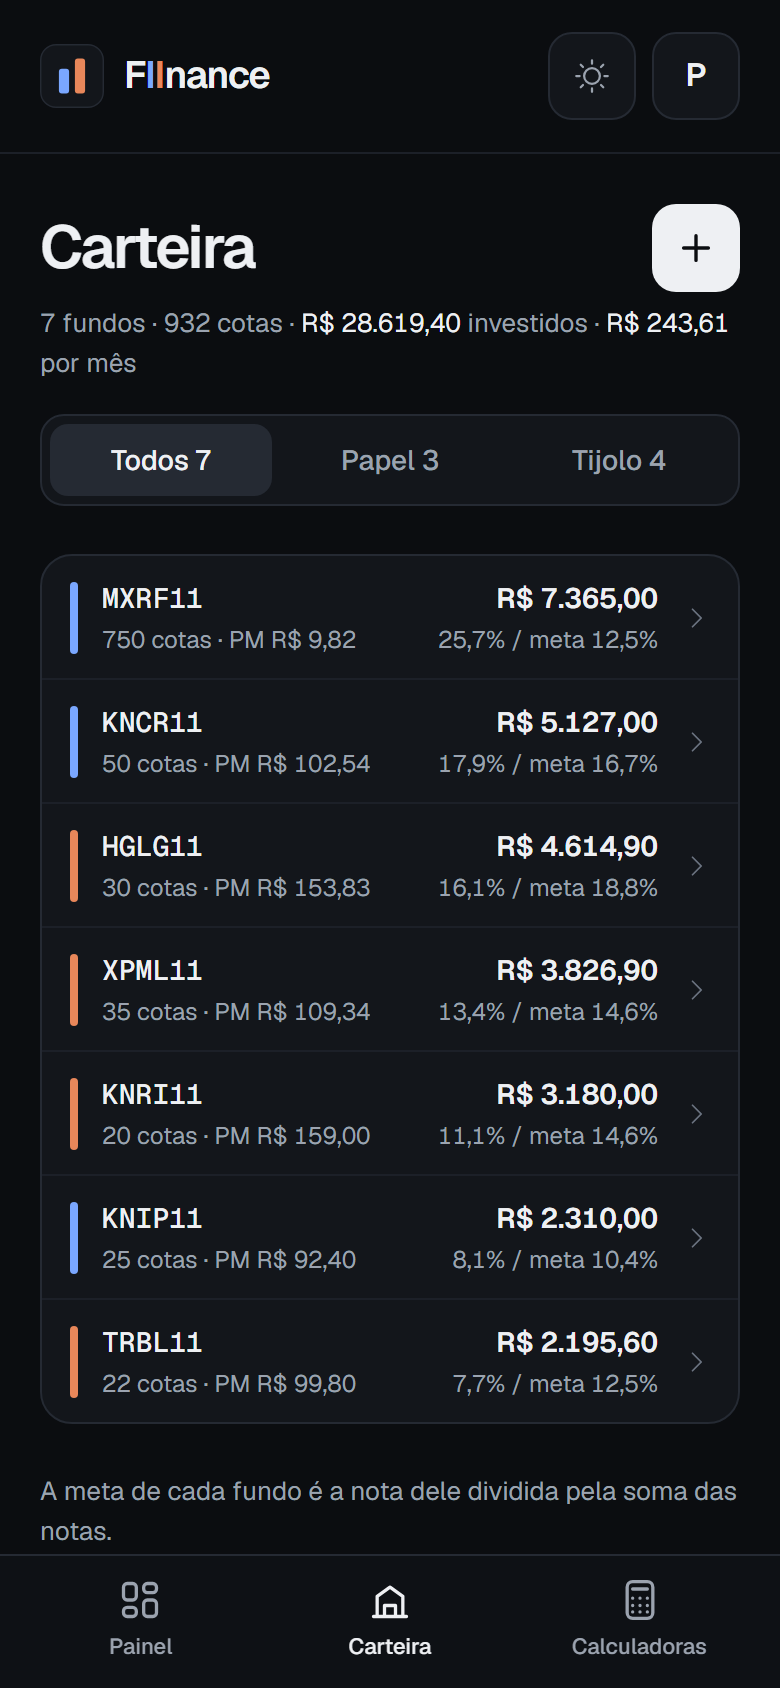 FIInance
P
Carteira
7 fundos · 932 cotas · R$ 28.619,40 investidos · R$ 243,61
por mês
Todos 7
Papel 3
Tijolo 4
MXRF11
R$ 7.365,00
750 cotas · PM R$ 9,82
25,7% / meta 12,5%
KNCR11
R$ 5.127,00
50 cotas · PM R$ 102,54
17,9% / meta 16,7%
HGLG11
R$ 4.614,90
30 cotas · PM R$ 153,83
16,1% / meta 18,8%
XPML11
R$ 3.826,90
35 cotas · PM R$ 109,34
13,4% / meta 14,6%
KNRI11
R$ 3.180,00
20 cotas · PM R$ 159,00
11,1% / meta 14,6%
KNIP11
R$ 2.310,00
25 cotas · PM R$ 92,40
8,1% / meta 10,4%
TRBL11
R$ 2.195,60
22 cotas · PM R$ 99,80
7,7% / meta 12,5%
A meta de cada fundo é a nota dele dividida pela soma das
notas.
Painel
Carteira
Calculadoras